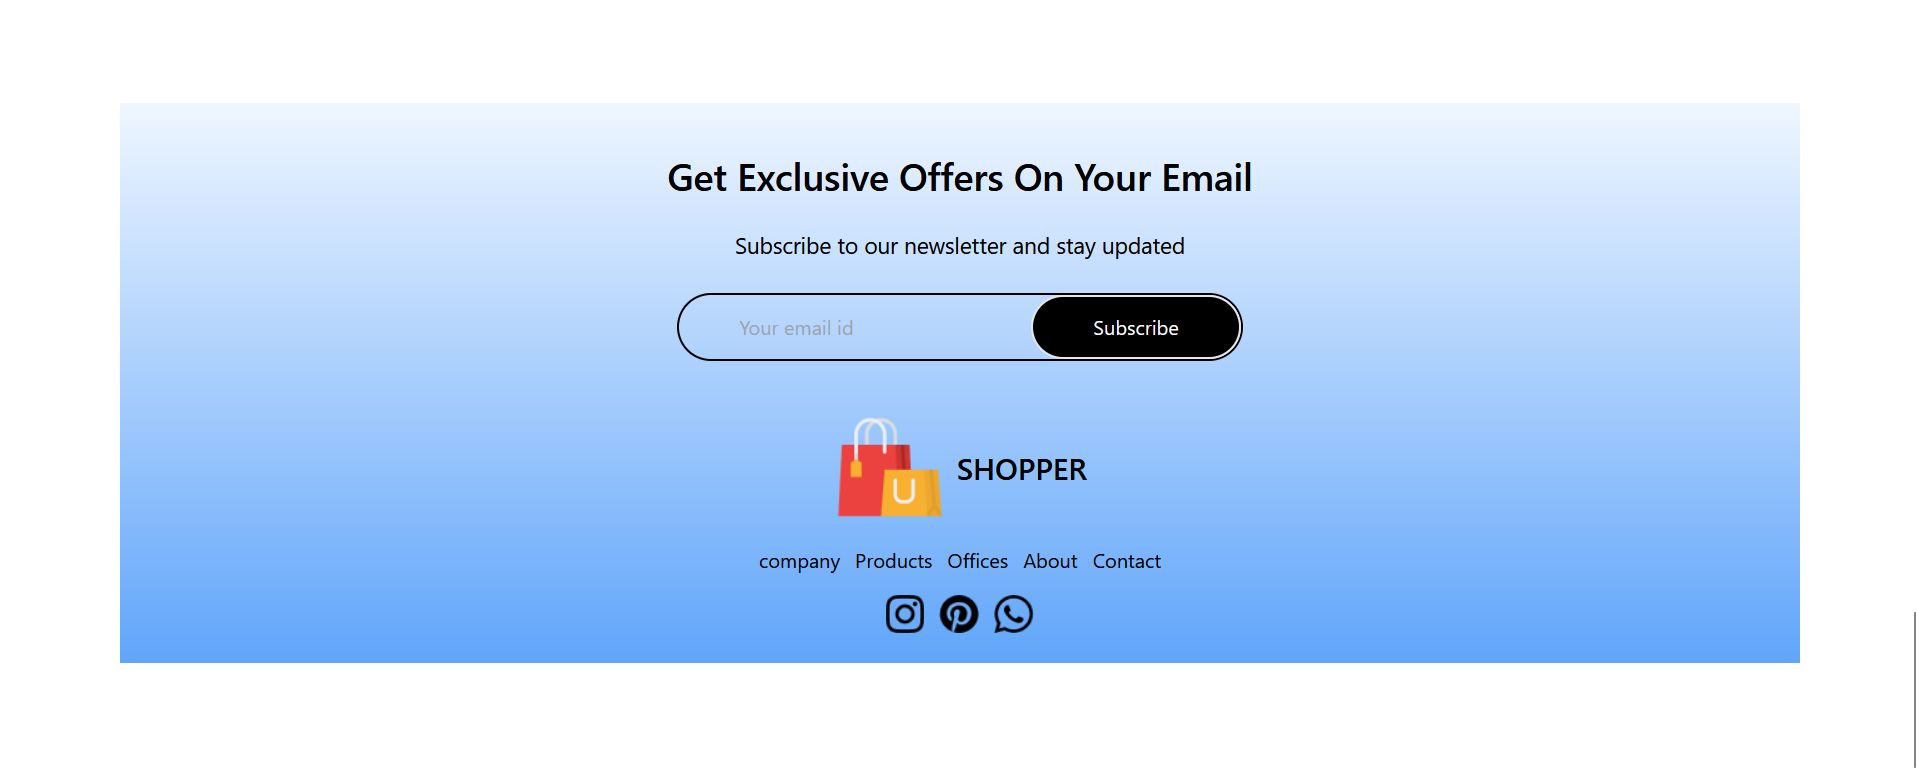 Get Exclusive Offers On Your Email
Subscribe to our newsletter and stay updated
Your email id Subscribe
U SHOPPER
company Products Offices About Contact